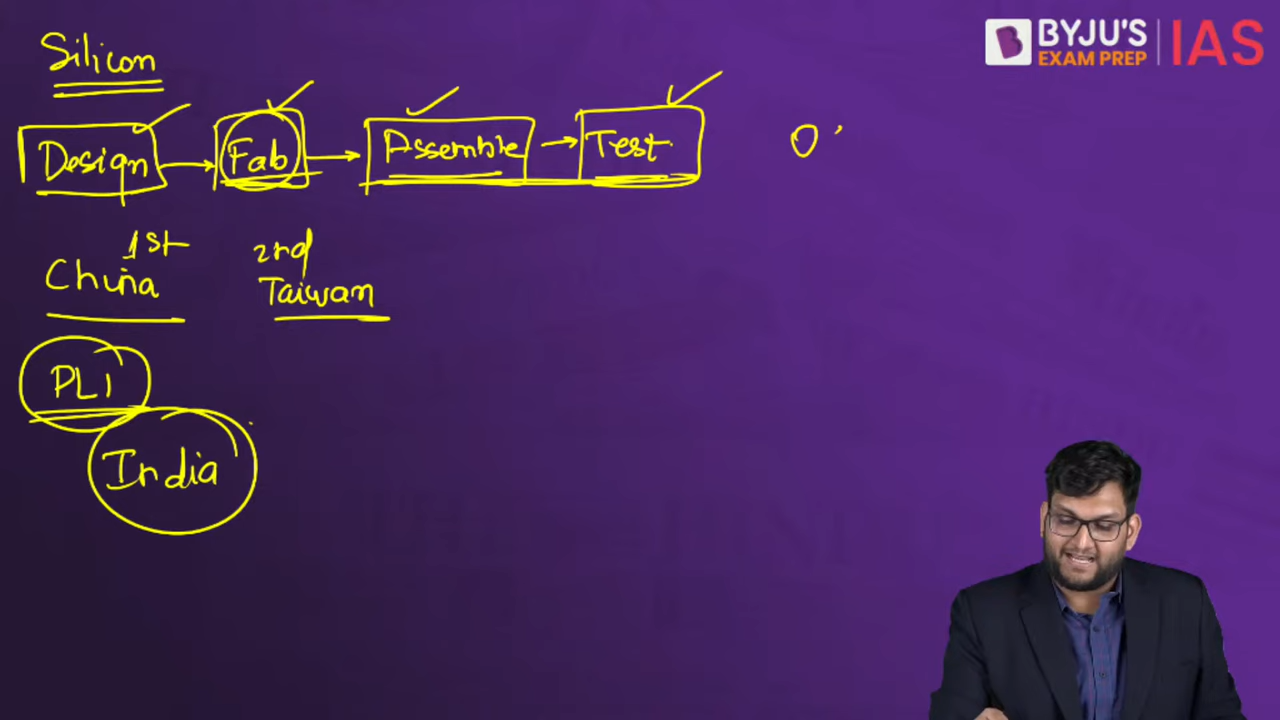 BYJU'S
EXAM PREP
IAS
Silicon
Design → Fab → Assemble → Test
1st 2nd
China Taiwan
PLI
India